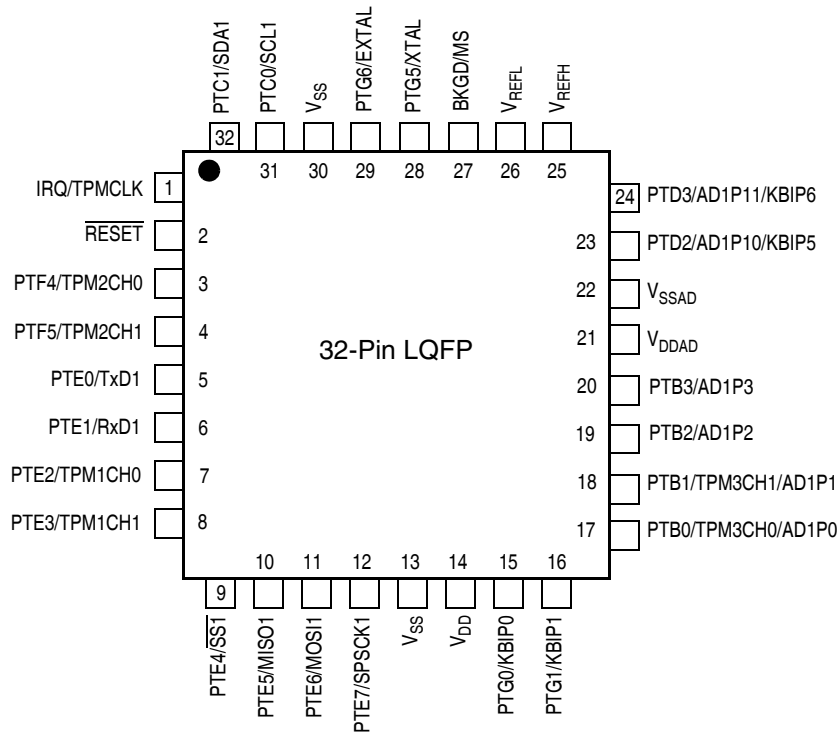 PTC1/SDA1
PTC0/SCL1
VSS
PTG6/EXTAL
PTG5/XTAL
BKGD/MS
VREFL
VREFH
32
31
30
29
28
27
26
25
IRQ/TPMCLK
1
RESET
2
PTF4/TPM2CH0
3
PTF5/TPM2CH1
4
PTE0/TxD1
5
PTE1/RxD1
6
PTE2/TPM1CH0
7
PTE3/TPM1CH1
8
32-Pin LQFP
24
PTD3/AD1P11/KBIP6
23
PTD2/AD1P10/KBIP5
22
VSSAD
21
VDDAD
20
PTB3/AD1P3
19
PTB2/AD1P2
18
PTB1/TPM3CH1/AD1P1
17
PTB0/TPM3CH0/AD1P0
9
10
11
12
13
14
15
16
PTE4/SS1
PTE5/MISO1
PTE6/MOSI1
PTE7/SPSCK1
VSS
VDD
PTG0/KBIP0
PTG1/KBIP1